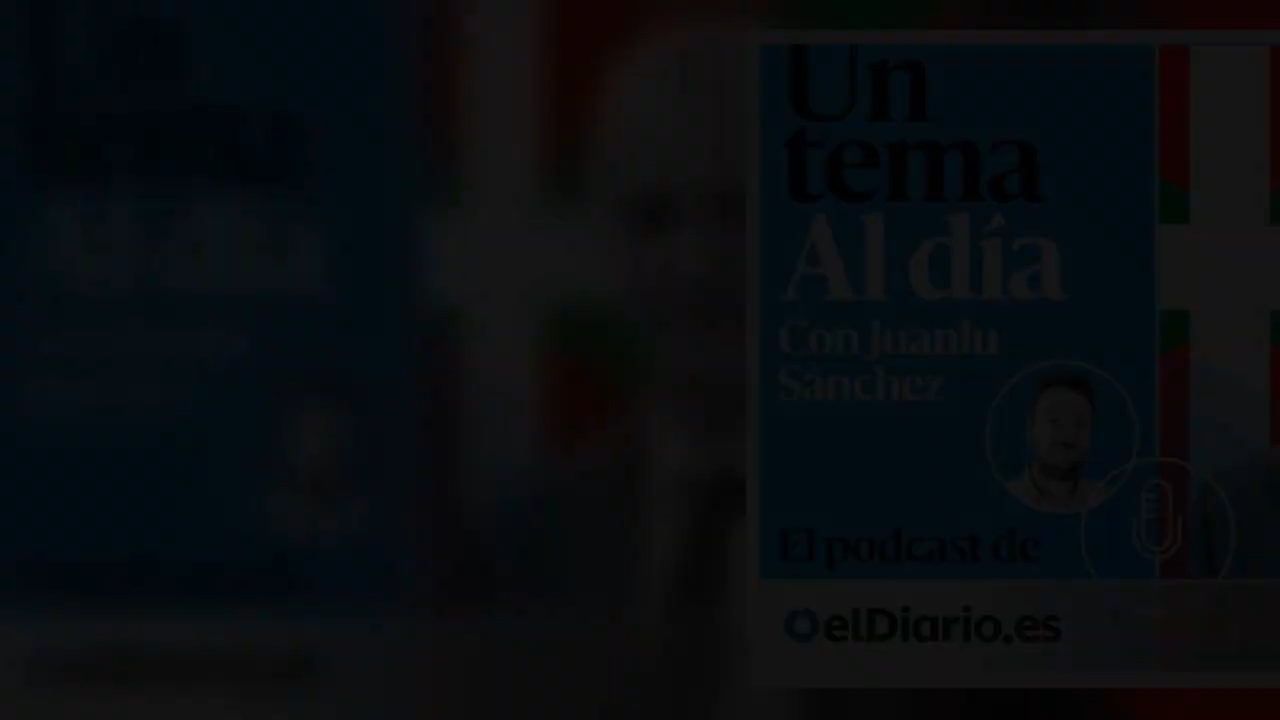 Un
tema
Al día
Con Juanlu
Sánchez
El podcast de
elDiario.es